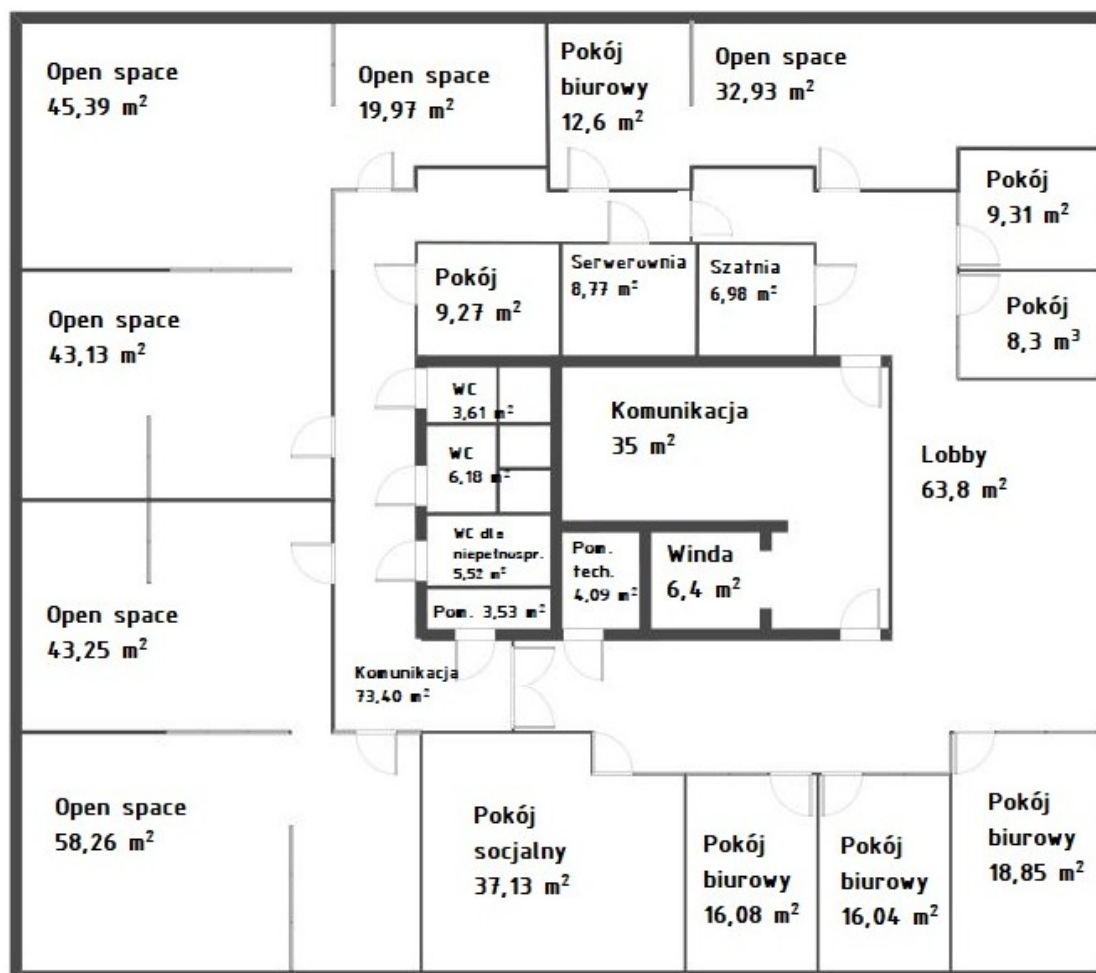 Open space
45,39 m²
Open space
19,97 m²
Pokój
biurowy
12,6 m²
Open space
32,93 m²
Pokój
9,31 m²
Pokój
8,3 m³
Open space
43,13 m²
Pokój
9,27 m²
Serwerownia
8,77 m²
Szatnia
6,98 m²
WC
3,61 m²
WC
6,18 m²
WC dla
niepełnospr.
5,52 m²
Pom. 3,53 m²
Komunikacja
35 m²
Pom.
tech.
4,09 m²
Winda
6,4 m²
Lobby
63,8 m²
Open space
43,25 m²
Komunikacja
73,40 m²
Open space
58,26 m²
Pokój
socjalny
37,13 m²
Pokój
biurowy
16,08 m²
Pokój
biurowy
16,04 m²
Pokój
biurowy
18,85 m²